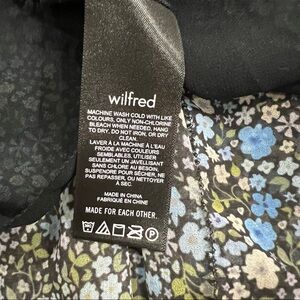 wilfred
MACHINE WASH COLD WITH LIKE
COLOURS, ONLY NON-CHLORINE
BLEACH WHEN NEEDED, HANG
TO DRY, DO NOT IRON, OR DRY
CLEAN.
LAVER À LA MACHINE À L'EAU
FROIDE AVEC COULEURS
SEMBLABLES, UTILISER
SEULEMENT UN JAVELLISANT
SANS CHLORE AU BESOIN,
SUSPENDRE POUR SÉCHER, NE
PAS REPASSER, OU NETTOYER
À SEC.
MADE IN CHINA
FABRIQUÉ EN CHINE
MADE FOR EACH OTHER.